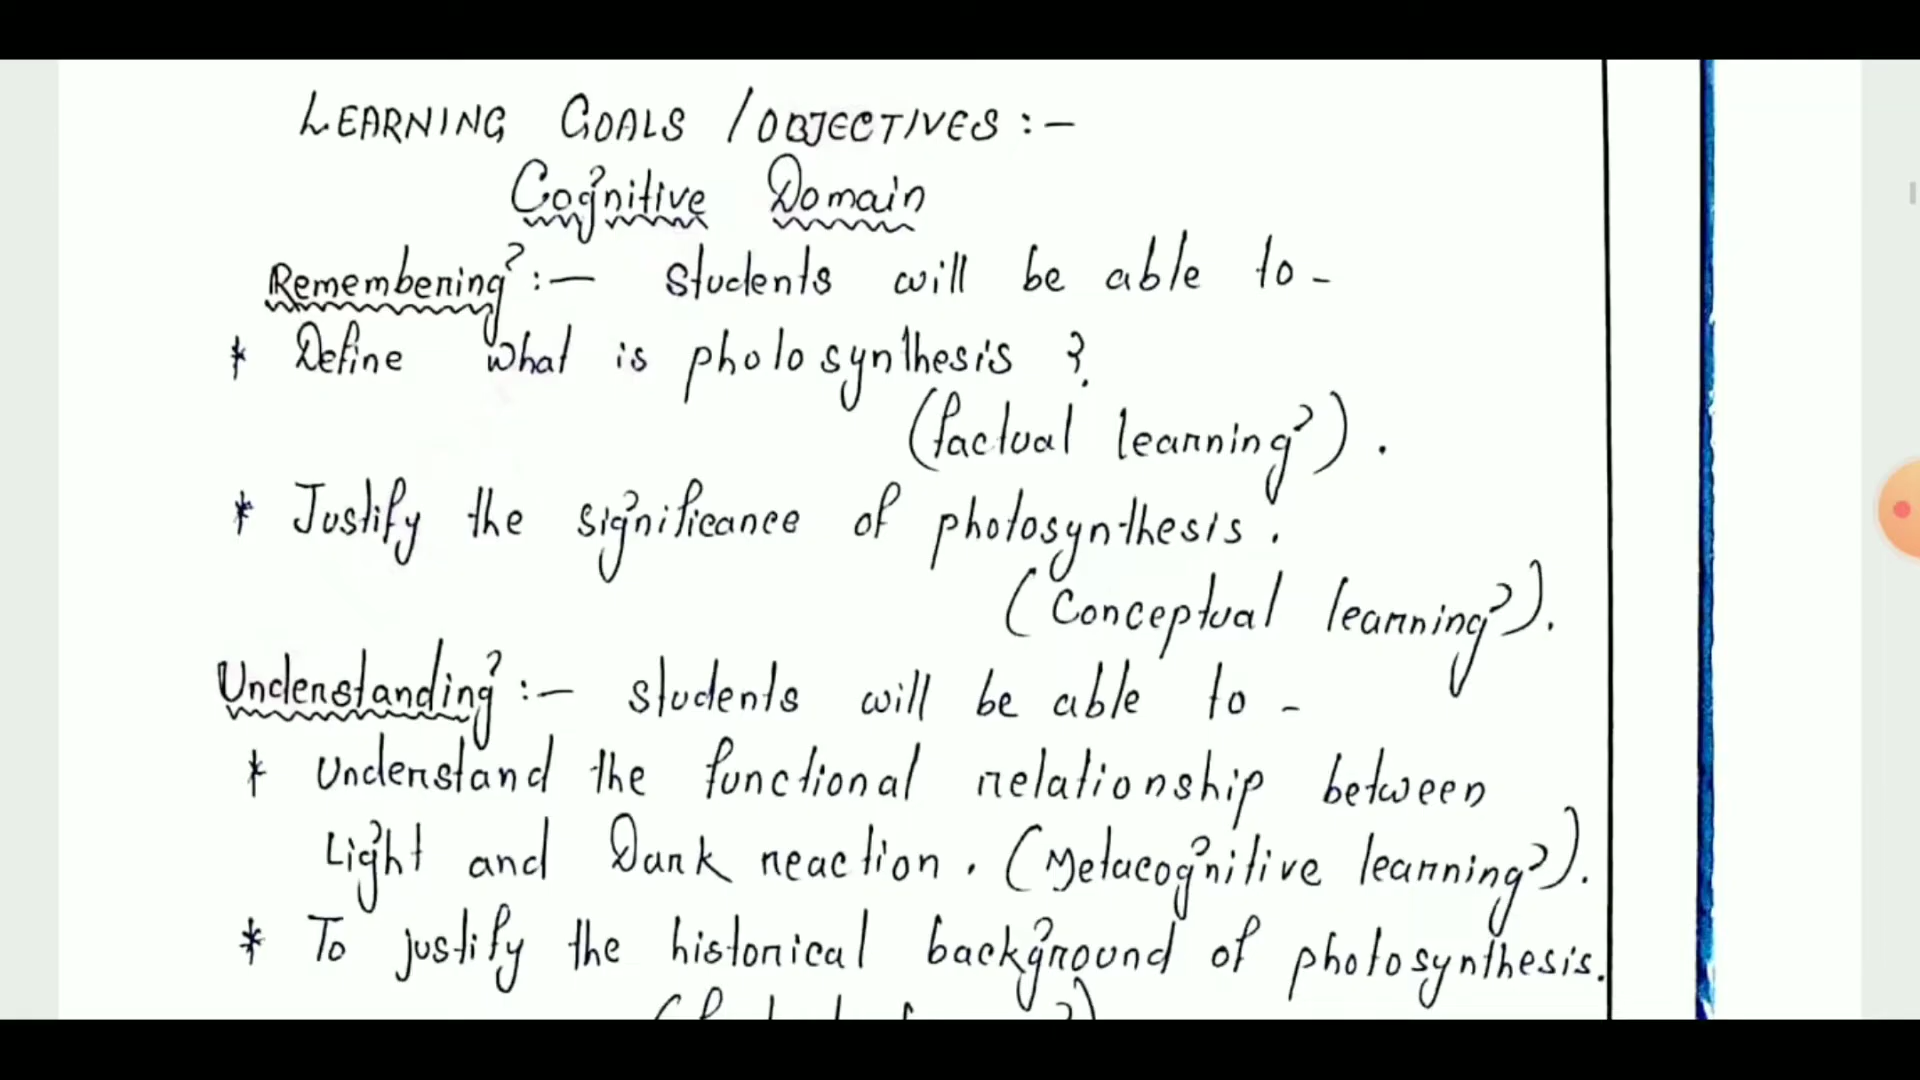 LEARNING GOALS / OBJECTIVES :-
Cognitive Domain
Remembering :- students will be able to -
* Define what is photosynthesis ?
(factual learning).
* Justify the significance of photosynthesis.
(Conceptual learning).
Understanding :- students will be able to -
* Understand the functional relationship between
Light and Dark reaction. (Metacognitive learning).
* To justify the historical background of photosynthesis.